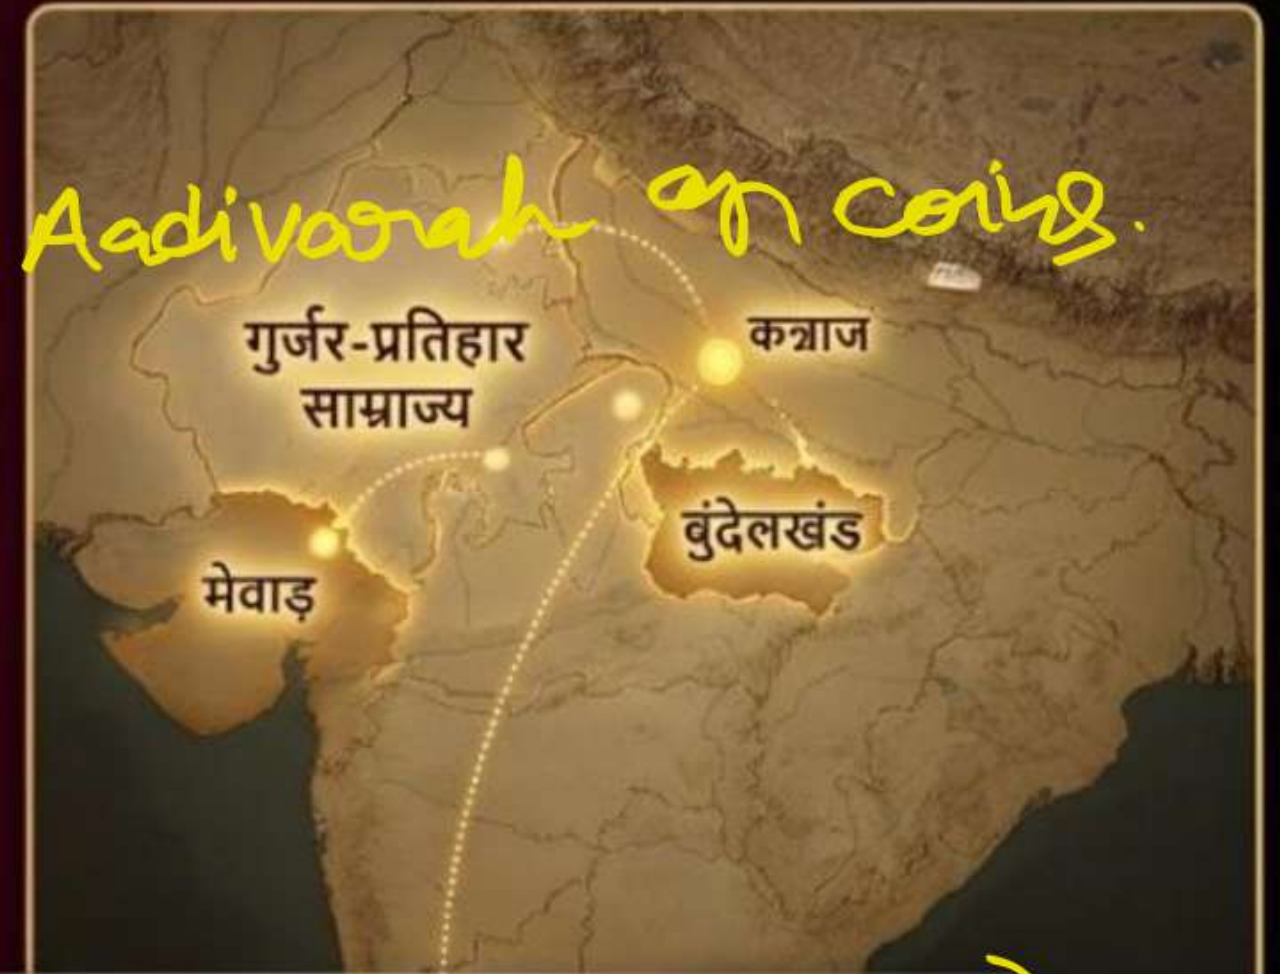 Aadivarah on coins.
गुर्जर-प्रतिहार
साम्राज्य
कन्नाज
बुंदेलखंड
मेवाड़